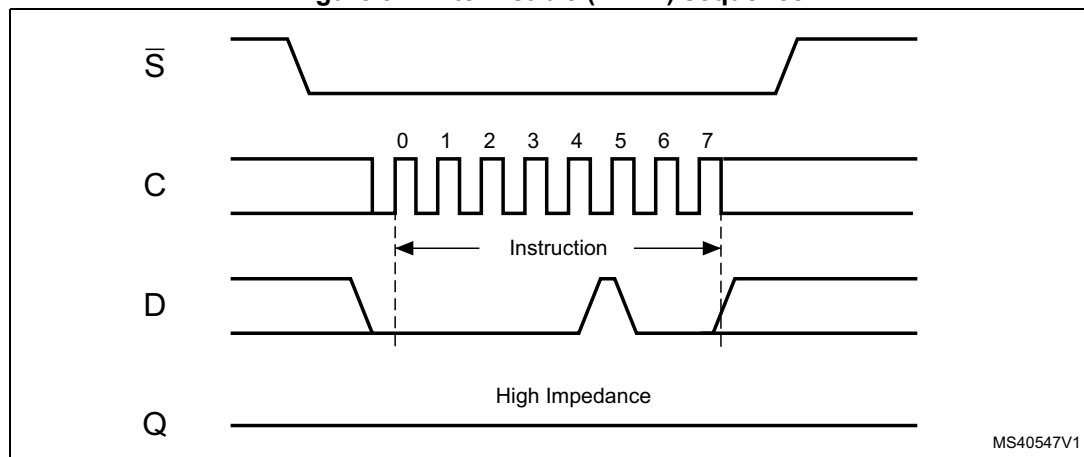 S̅
0 1 2 3 4 5 6 7
C
Instruction
D
High Impedance
Q
MS40547V1